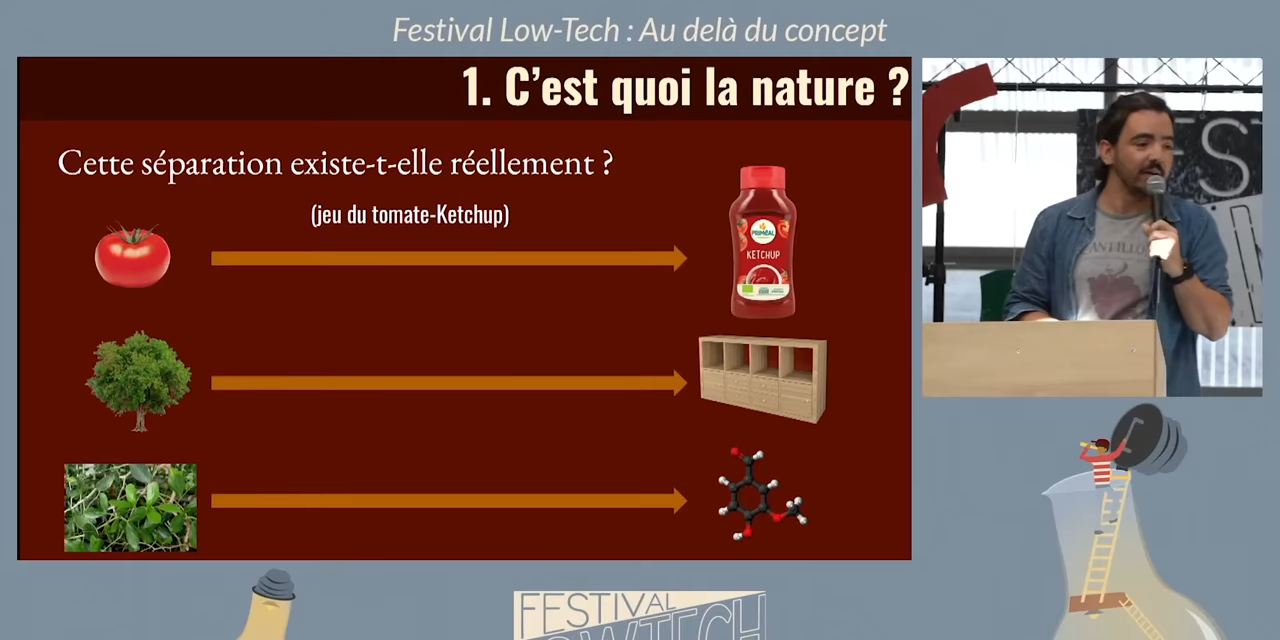 Festival Low-Tech : Au delà du concept
1. C’est quoi la nature ?
Cette séparation existe-t-elle réellement ?
(jeu du tomate-Ketchup)
PRIMÉAL
KETCHUP
FESTIVAL